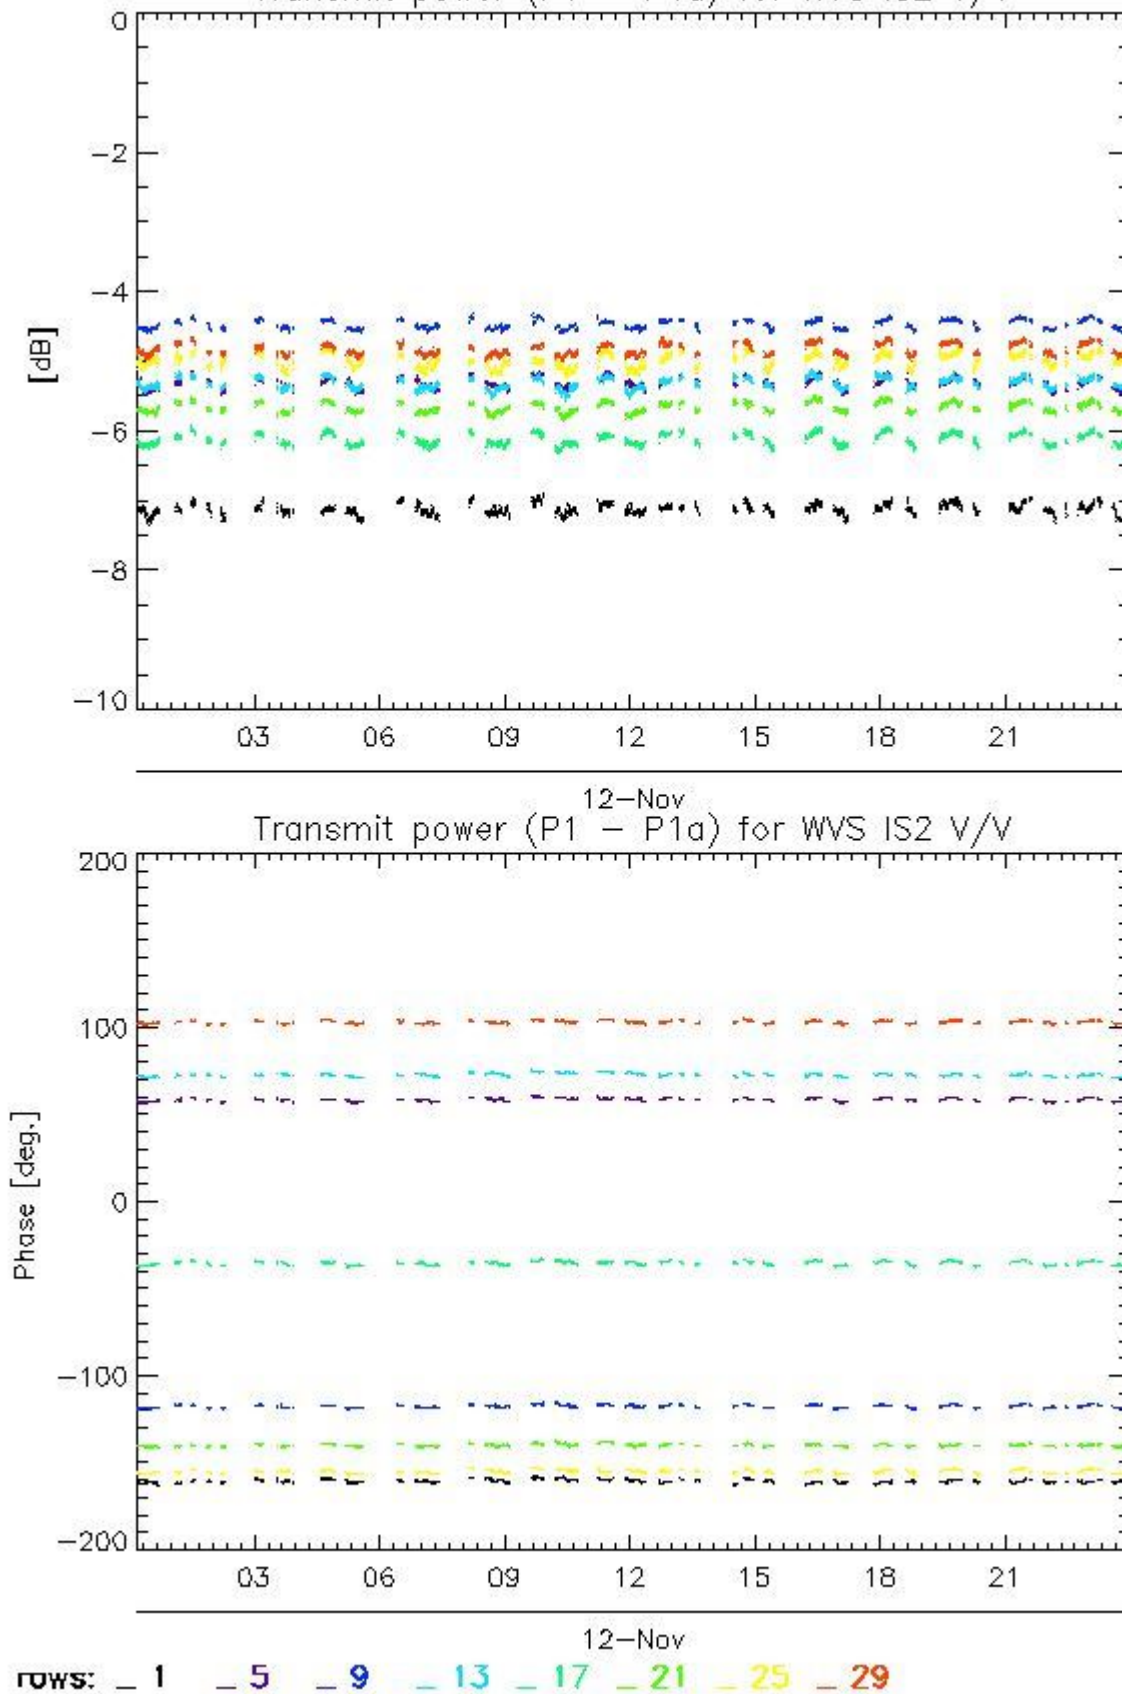 0
−2
−4
−6
−8
−10
[dB]
03 06 09 12 15 18 21
12−Nov
Transmit power (P1 − P1a) for WVS IS2 V/V
200
100
0
−100
−200
Phase [deg.]
03 06 09 12 15 18 21
12−Nov
rows: _ 1 _ 5 _ 9 _ 13 _ 17 _ 21 _ 25 _ 29